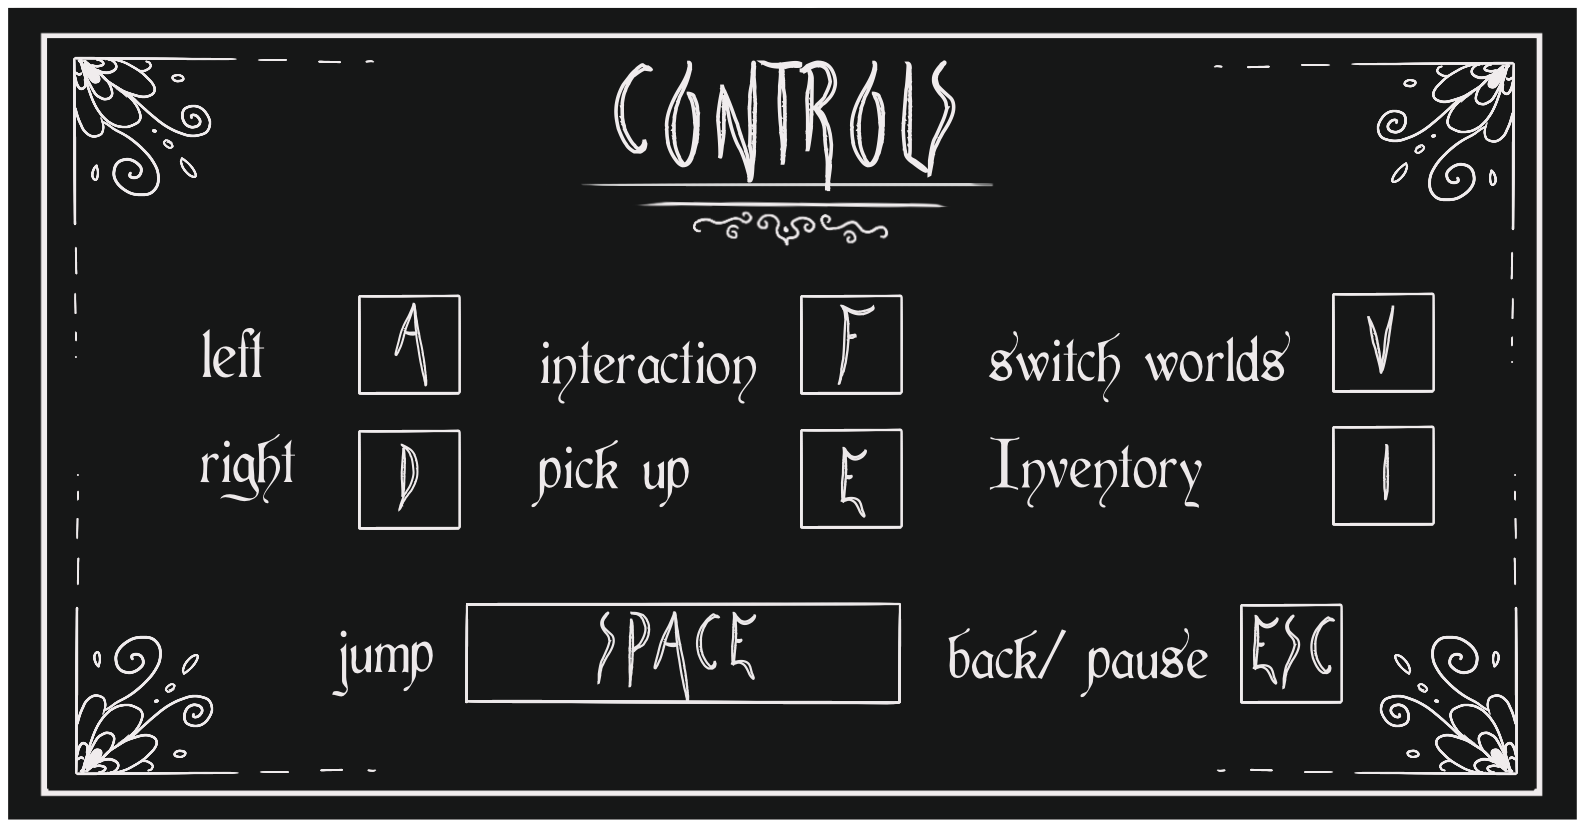 CONTROLS
left A interaction F switch worlds V
right D pick up E Inventory I
jump SPACE back/ pause ESC